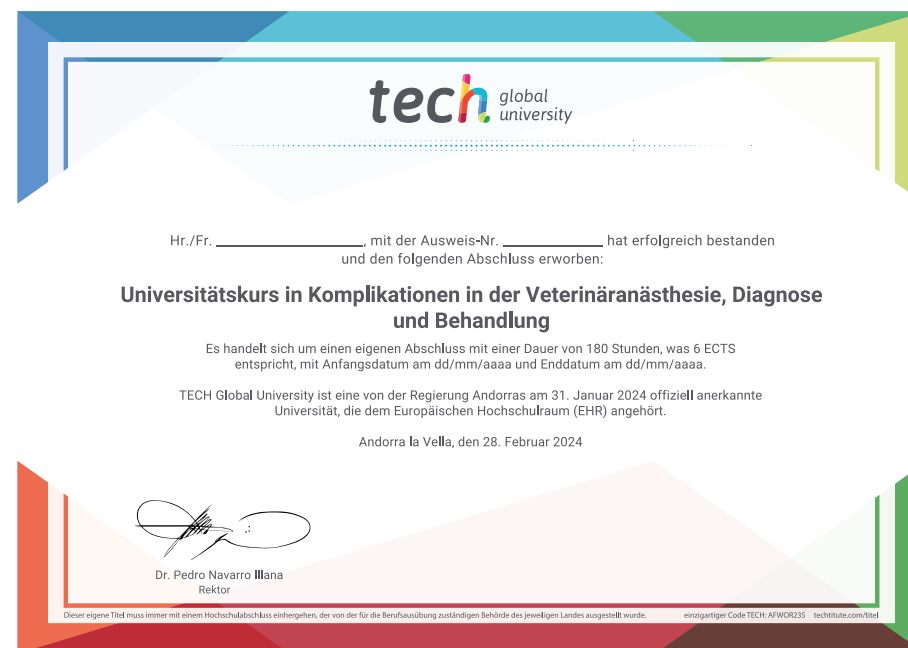 tech global
university
Hr./Fr. ______________________, mit der Ausweis-Nr. _______________ hat erfolgreich bestanden
und den folgenden Abschluss erworben:
Universitätskurs in Komplikationen in der Veterinäranästhesie, Diagnose
und Behandlung
Es handelt sich um einen eigenen Abschluss mit einer Dauer von 180 Stunden, was 6 ECTS
entspricht, mit Anfangsdatum am dd/mm/aaaa und Enddatum am dd/mm/aaaa.
TECH Global University ist eine von der Regierung Andorras am 31. Januar 2024 offiziell anerkannte
Universität, die dem Europäischen Hochschulraum (EHR) angehört.
Andorra la Vella, den 28. Februar 2024
Dr. Pedro Navarro Illana
Rektor
Dieser eigene Titel muss immer mit einem Hochschulabschluss einhergehen, der von der für die Berufsausübung zuständigen Behörde des jeweiligen Landes ausgestellt wurde. einzigartiger Code TECH: AFWOR23S techtitute.com/titel